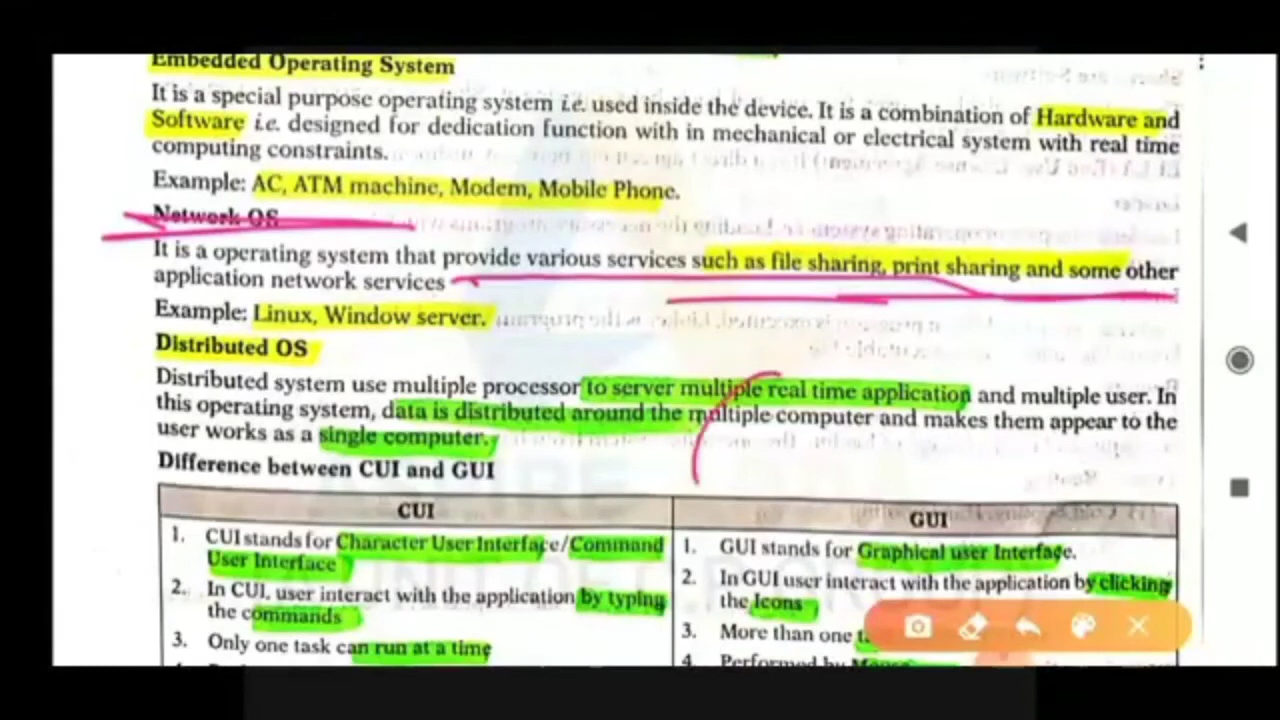 Embedded Operating System
It is a special purpose operating system i.e. used inside the device. It is a combination of Hardware and
Software i.e. designed for dedication function with in mechanical or electrical system with real time
computing constraints.
Example: AC, ATM machine, Modem, Mobile Phone.
Network OS
It is a operating system that provide various services such as file sharing, print sharing and some other
application network services
Example: Linux, Window server.
Distributed OS
Distributed system use multiple processor to server multiple real time application and multiple user. In
this operating system, data is distributed around the multiple computer and makes them appear to the
user works as a single computer.
Difference between CUI and GUI
CUI
1. CUI stands for Character User Interface/Command
User Interface
2. In CUI, user interact with the application by typing
the commands
3. Only one task can run at a time
GUI
1. GUI stands for Graphical user Interface.
2. In GUI user interact with the application by clicking
the Icons
3. More than one
4. Performed by